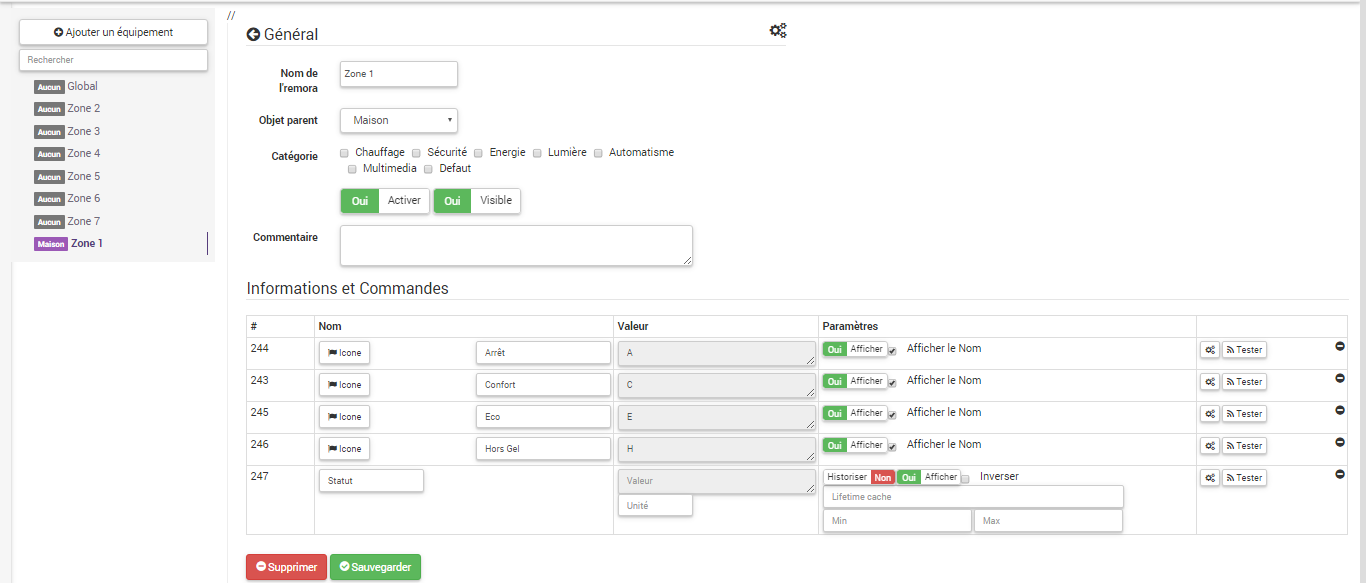 //
Ajouter un équipement
Rechercher
Aucun Global
Aucun Zone 2
Aucun Zone 3
Aucun Zone 4
Aucun Zone 5
Aucun Zone 6
Aucun Zone 7
Maison Zone 1
Général
Nom de l'remora Zone 1
Objet parent Maison
Catégorie Chauffage Sécurité Energie Lumière Automatisme
Multimedia Defaut
Oui Activer Oui Visible
Commentaire
Informations et Commandes
# Nom Valeur Paramètres
244 Icone Arrêt A Oui Afficher Afficher le Nom Tester
243 Icone Confort C Oui Afficher Afficher le Nom Tester
245 Icone Eco E Oui Afficher Afficher le Nom Tester
246 Icone Hors Gel H Oui Afficher Afficher le Nom Tester
247 Statut Valeur Historiser Non Oui Afficher Inverser Tester
Unité Lifetime cache
Min Max
Supprimer Sauvegarder